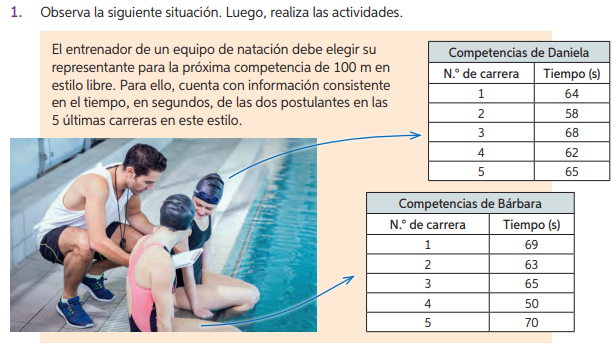 1. Observa la siguiente situación. Luego, realiza las actividades.
El entrenador de un equipo de natación debe elegir su
representante para la próxima competencia de 100 m en
estilo libre. Para ello, cuenta con información consistente
en el tiempo, en segundos, de las dos postulantes en las
5 últimas carreras en este estilo.
Competencias de Daniela
N.° de carrera Tiempo (s)
1 64
2 58
3 68
4 62
5 65
Competencias de Bárbara
N.° de carrera Tiempo (s)
1 69
2 63
3 65
4 50
5 70